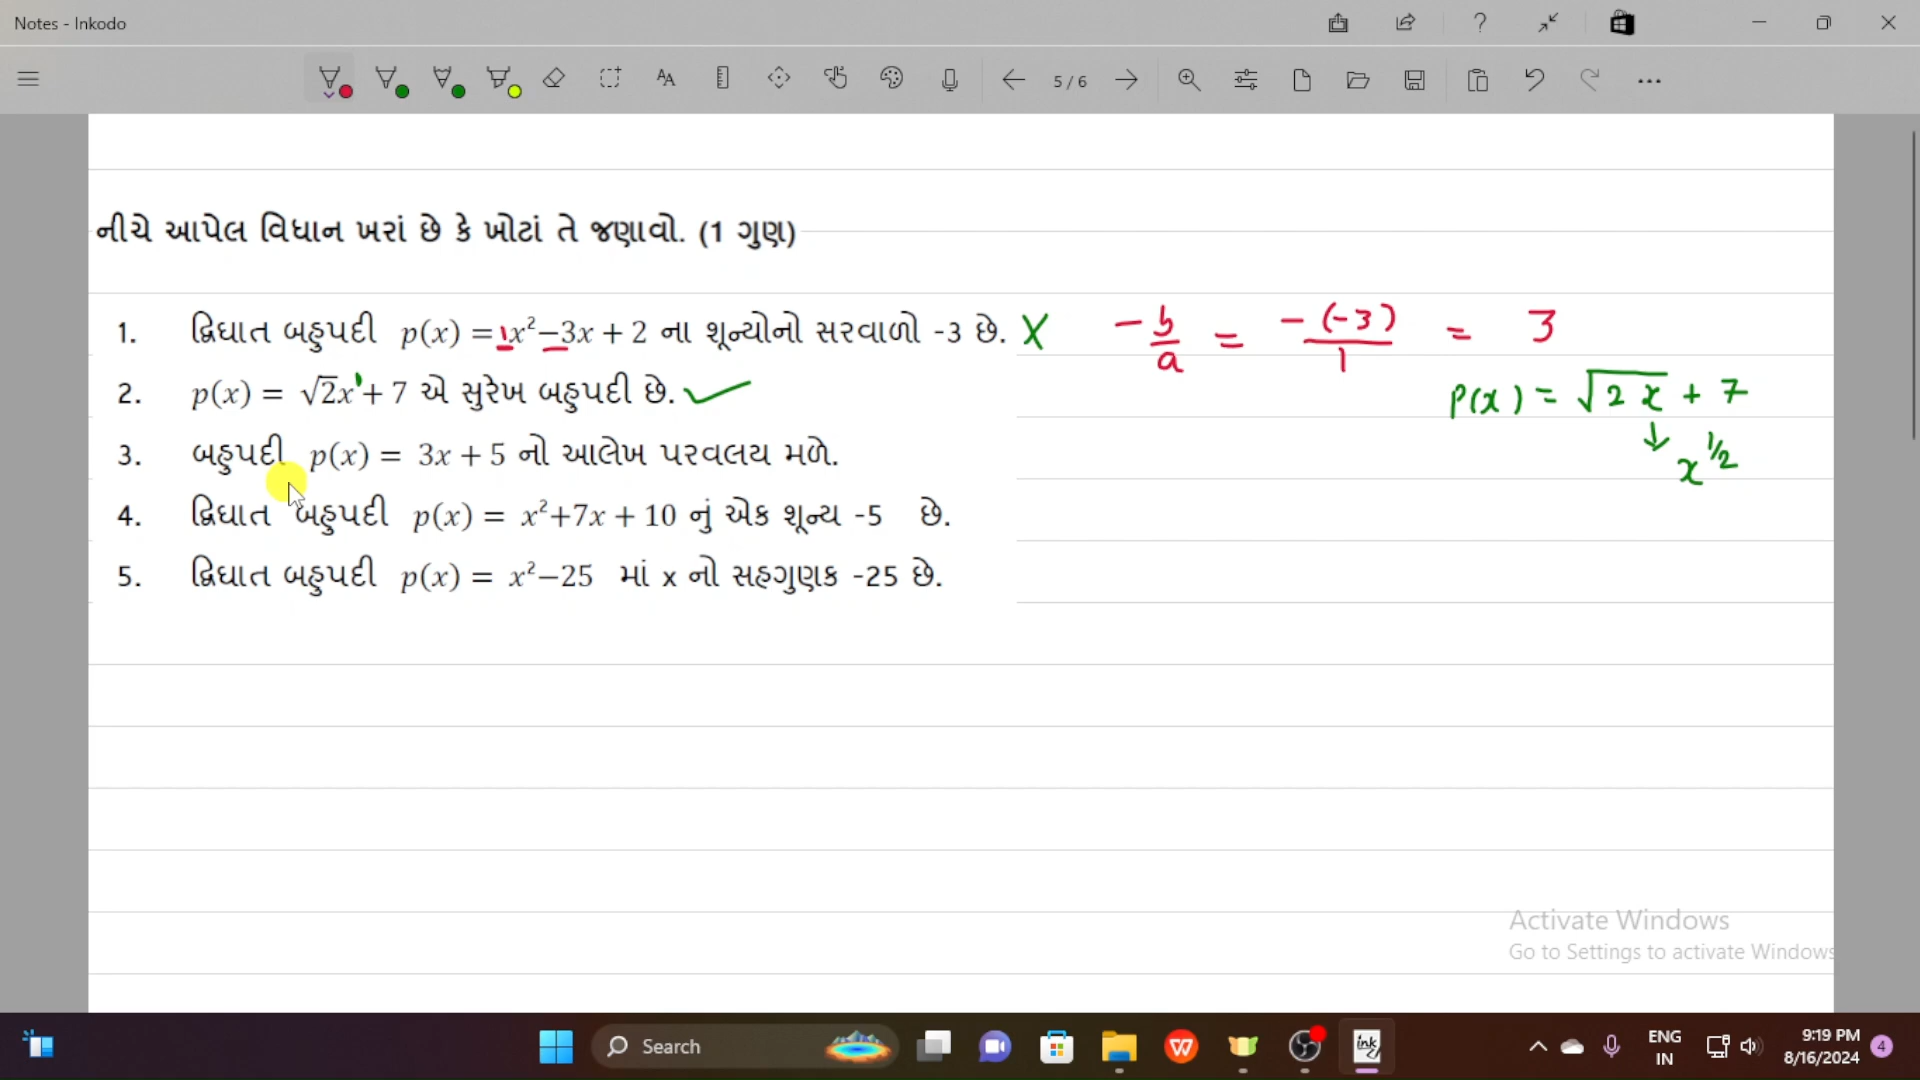 Notes - Inkodo
5 / 6
નીચે આપેલ વિધાન ખરાં છે કે ખોટાં તે જણાવો. (1 ગુણ)
1. દ્વિઘાત બહુપદી p(x) = 1x²−3x + 2 ના શૂન્યોનો સરવાળો -3 છે. X -b/a = -(-3)/1 = 3
2. p(x) = √2x¹ + 7 એ સુરેખ બહુપદી છે. ✓ P(x) = √2x + 7
3. બહુપદી p(x) = 3x + 5 નો આલેખ પરવલય મળે. ↓ x^1/2
4. દ્વિઘાત બહુપદી p(x) = x²+7x + 10 નું એક શૂન્ય -5 છે.
5. દ્વિઘાત બહુપદી p(x) = x²−25 માં x નો સહગુણક -25 છે.
Activate Windows
Go to Settings to activate Windows
Search
ENG
IN
9:19 PM
8/16/2024
4
ink